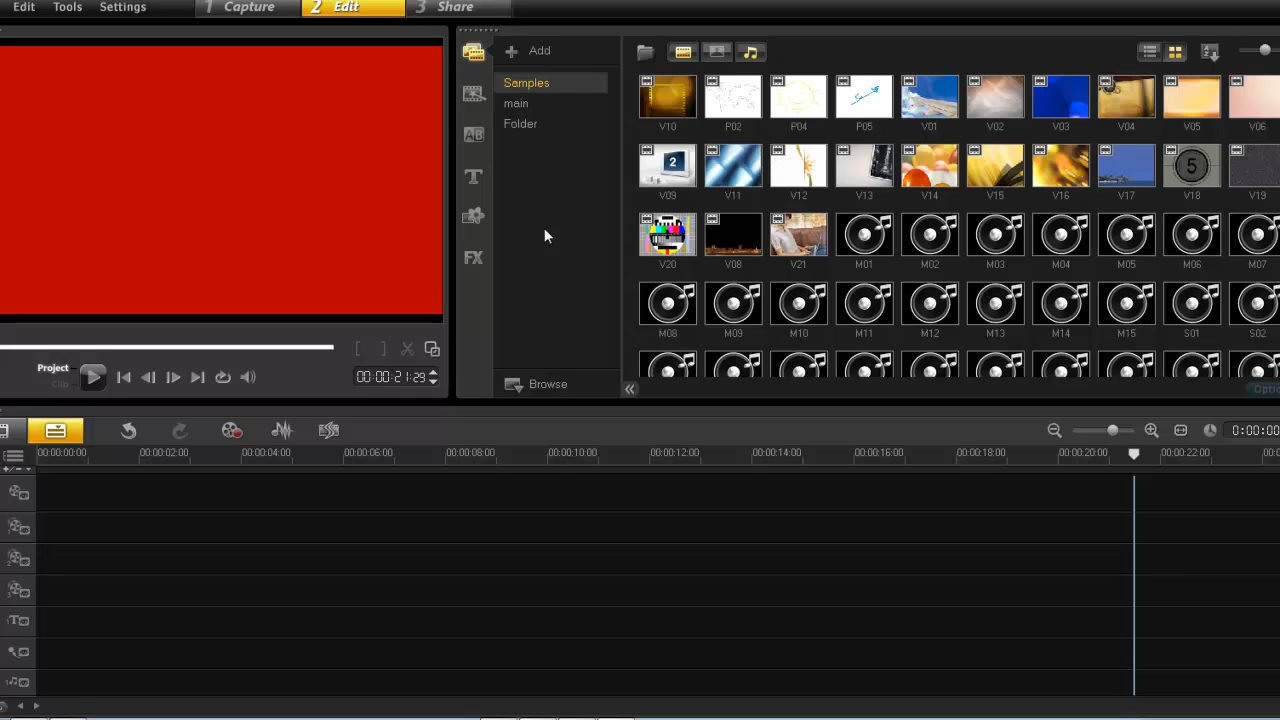 Edit Tools Settings 1 Capture 2 Edit 3 Share
Add
Samples
main
Folder
AB
T
FX
Browse
V10 P02 P04 P05 V01 V02 V03 V04 V05 V06
V09 V11 V12 V13 V14 V15 V16 V17 V18 V19
V20 V08 V21 M01 M02 M03 M04 M05 M06 M07
M08 M09 M10 M11 M12 M13 M14 M15 S01 S02
Project
Clip
00:00:21:29
Optio
0:00:00
00:00:00:00 00:00:02:00 00:00:04:00 00:00:06:00 00:00:08:00 00:00:10:00 00:00:12:00 00:00:14:00 00:00:16:00 00:00:18:00 00:00:20:00 00:00:22:00 00:0